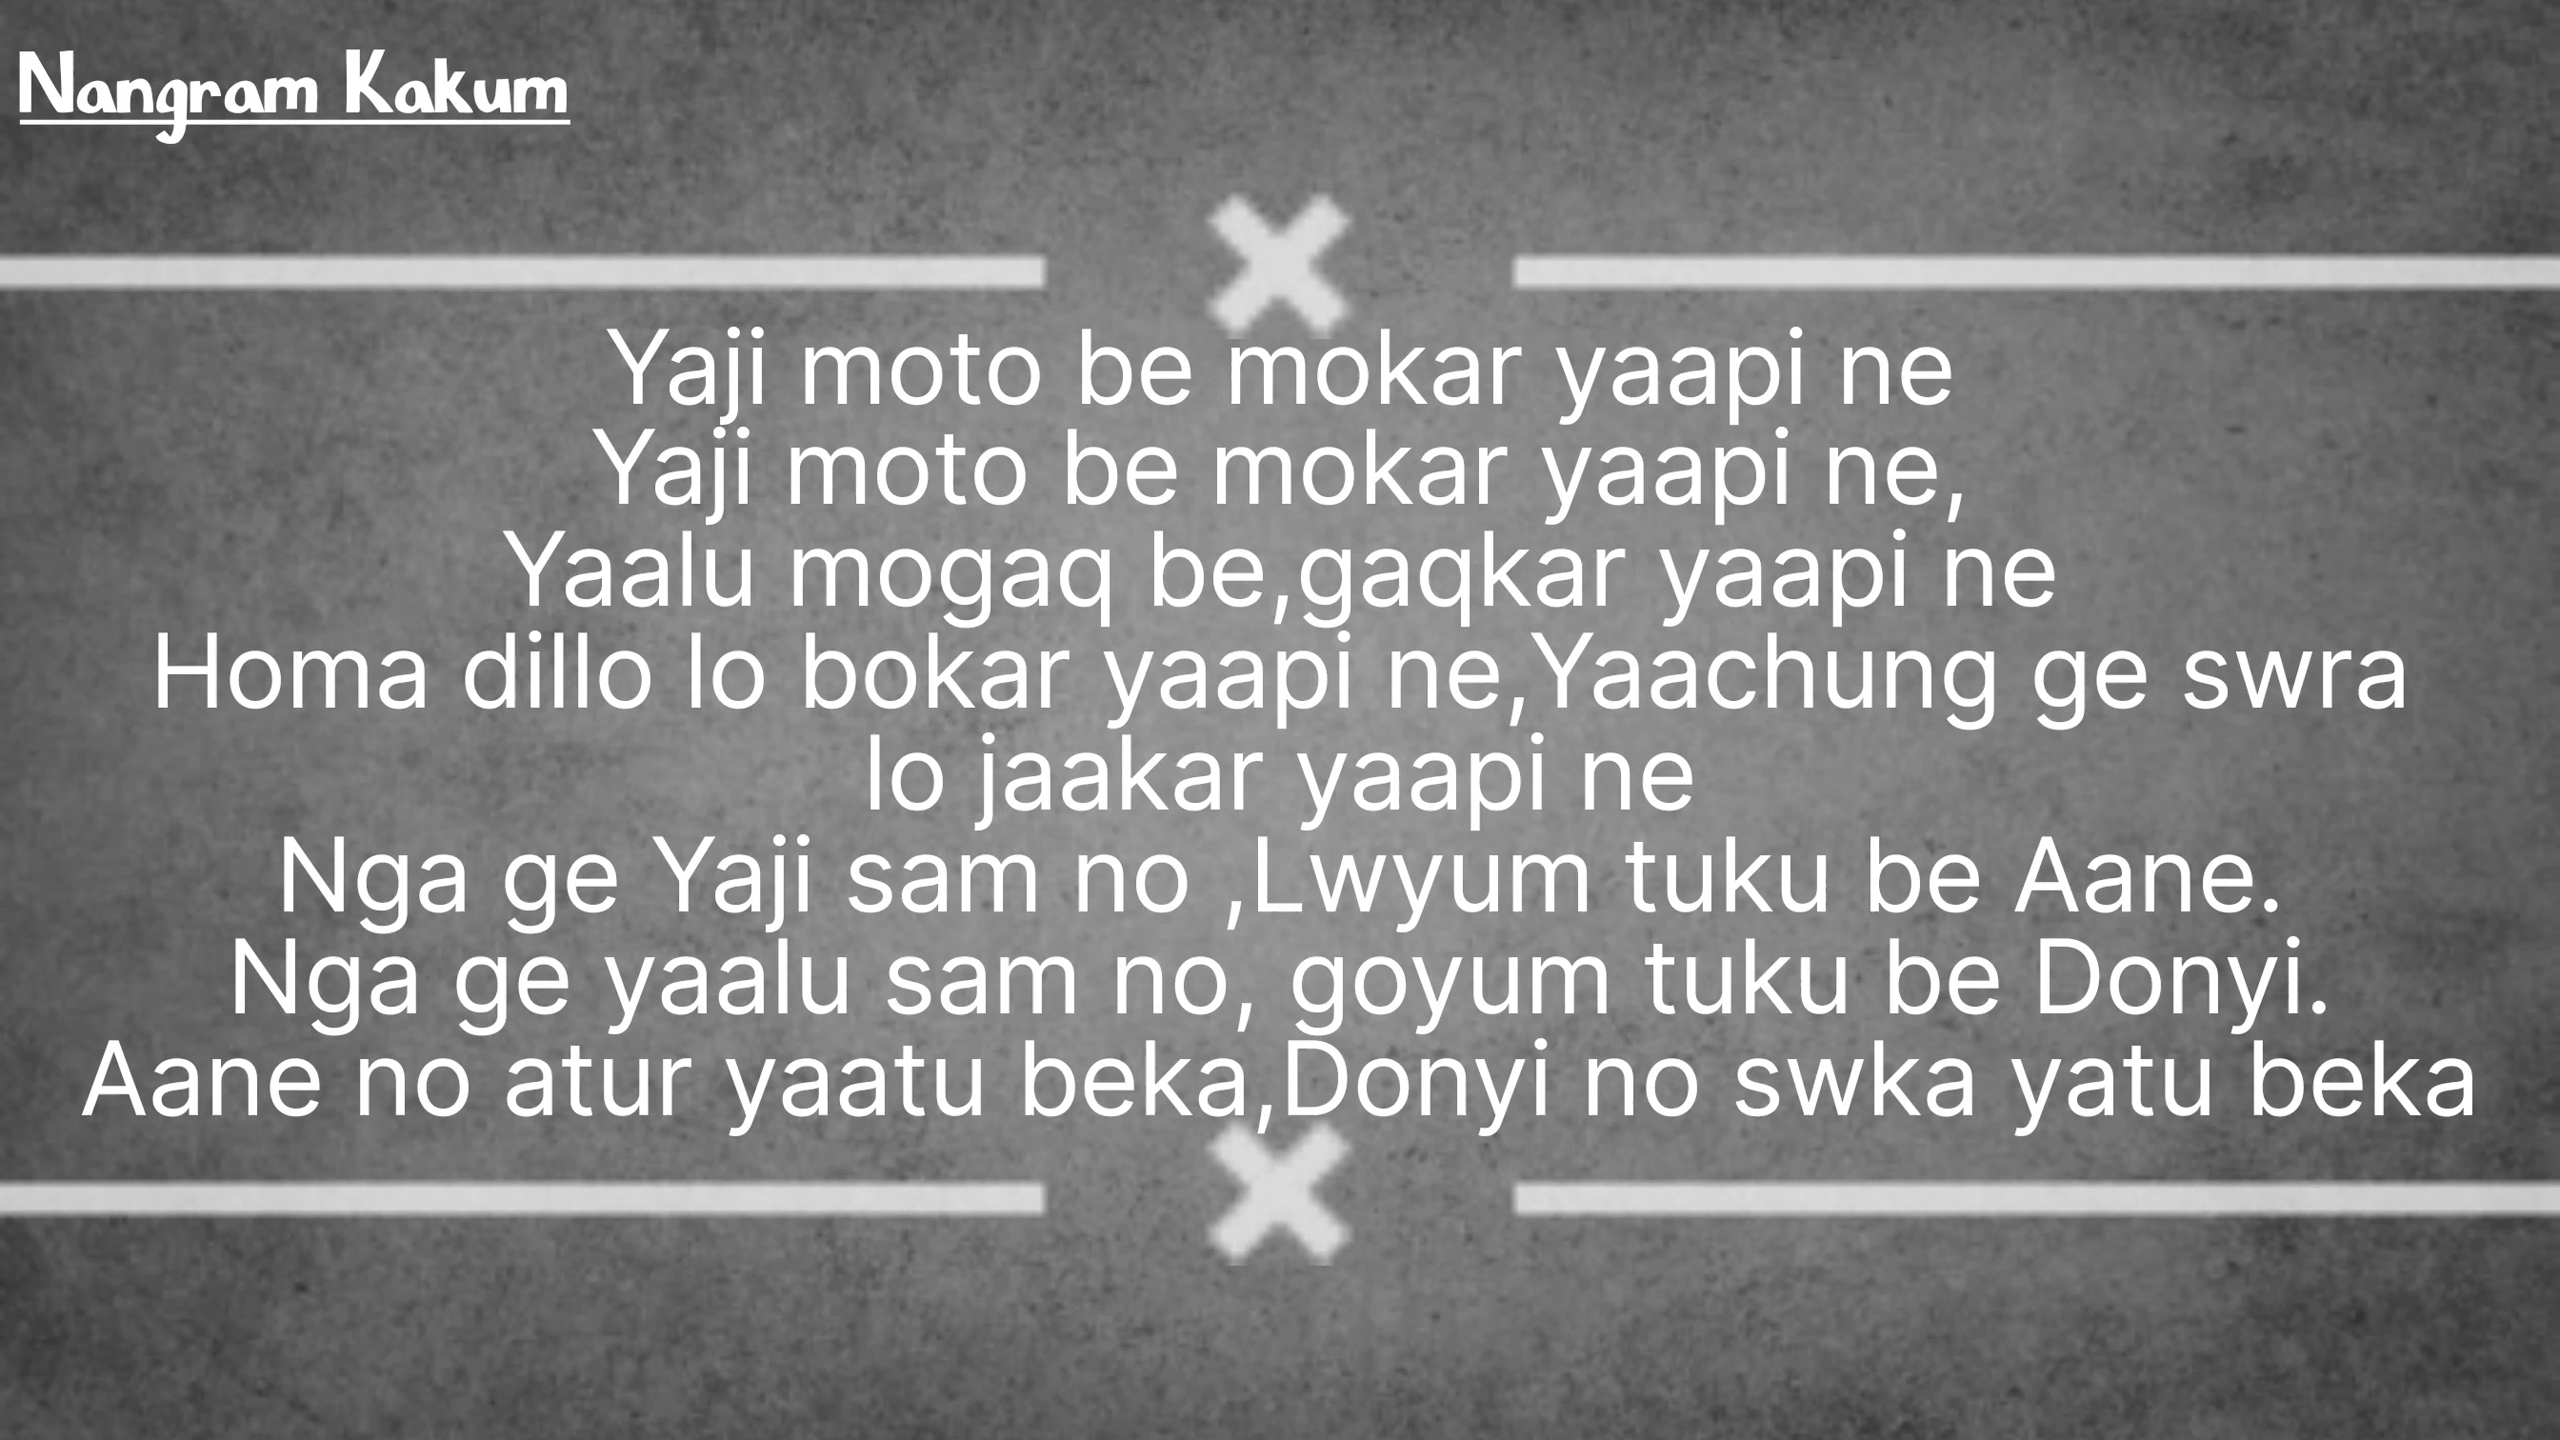 Nangram Kakum
Yaji moto be mokar yaapi ne
Yaji moto be mokar yaapi ne,
Yaalu mogaq be,gaqkar yaapi ne
Homa dillo lo bokar yaapi ne,Yaachung ge swra
lo jaakar yaapi ne
Nga ge Yaji sam no ,Lwyum tuku be Aane.
Nga ge yaalu sam no, goyum tuku be Donyi.
Aane no atur yaatu beka,Donyi no swka yatu beka